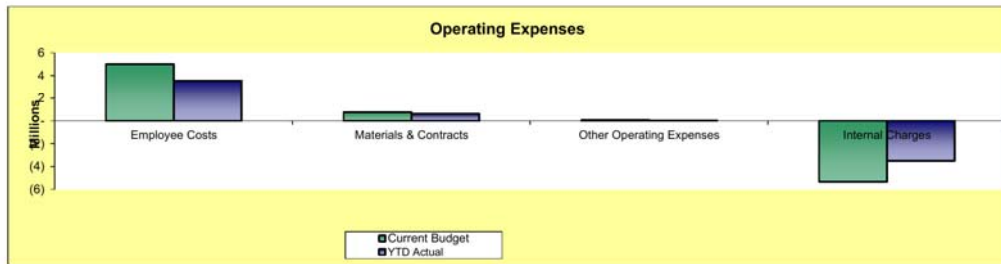 Operating Expenses
6
4
2
-
(4)
(6)
Millions
Employee Costs
Materials & Contracts
Other Operating Expenses
Internal Charges
Current Budget
YTD Actual